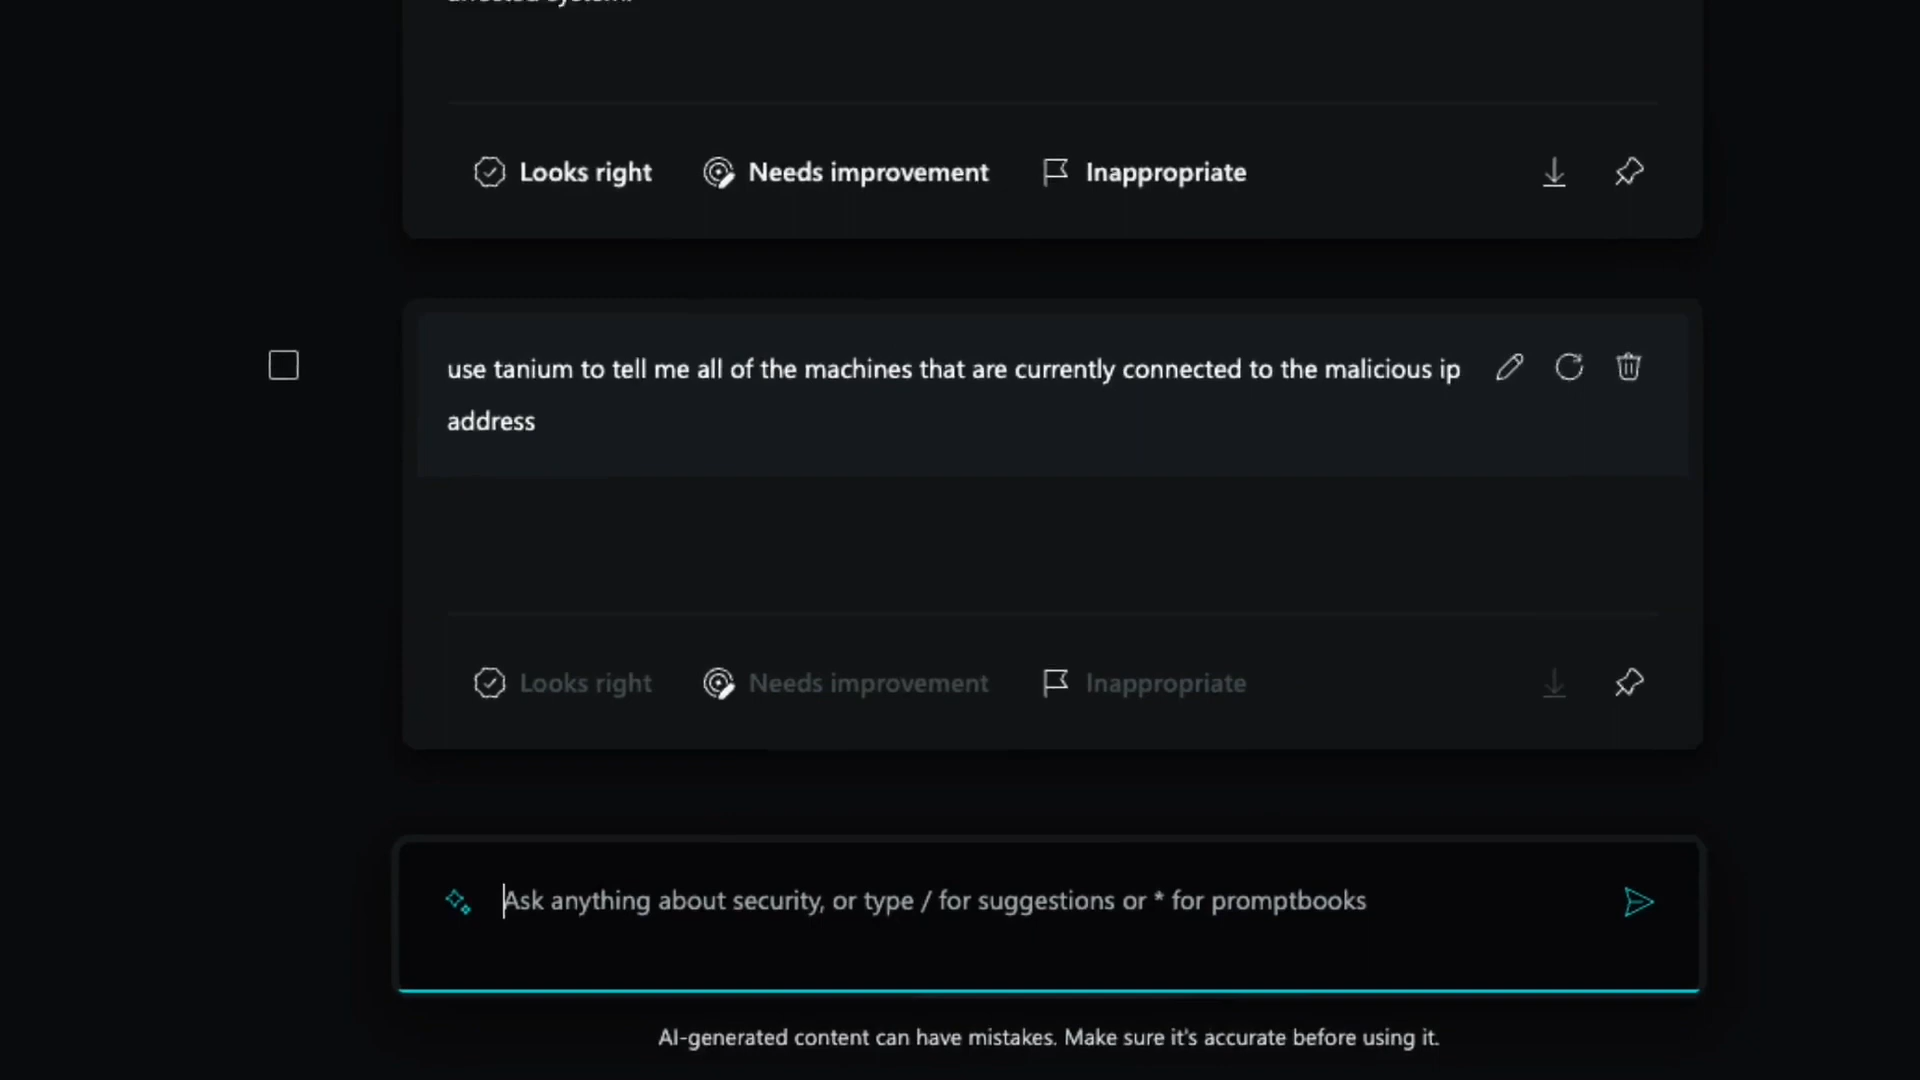 affected system.
Looks right Needs improvement Inappropriate
use tanium to tell me all of the machines that are currently connected to the malicious ip
address
Looks right Needs improvement Inappropriate
Ask anything about security, or type / for suggestions or * for promptbooks
AI-generated content can have mistakes. Make sure it's accurate before using it.